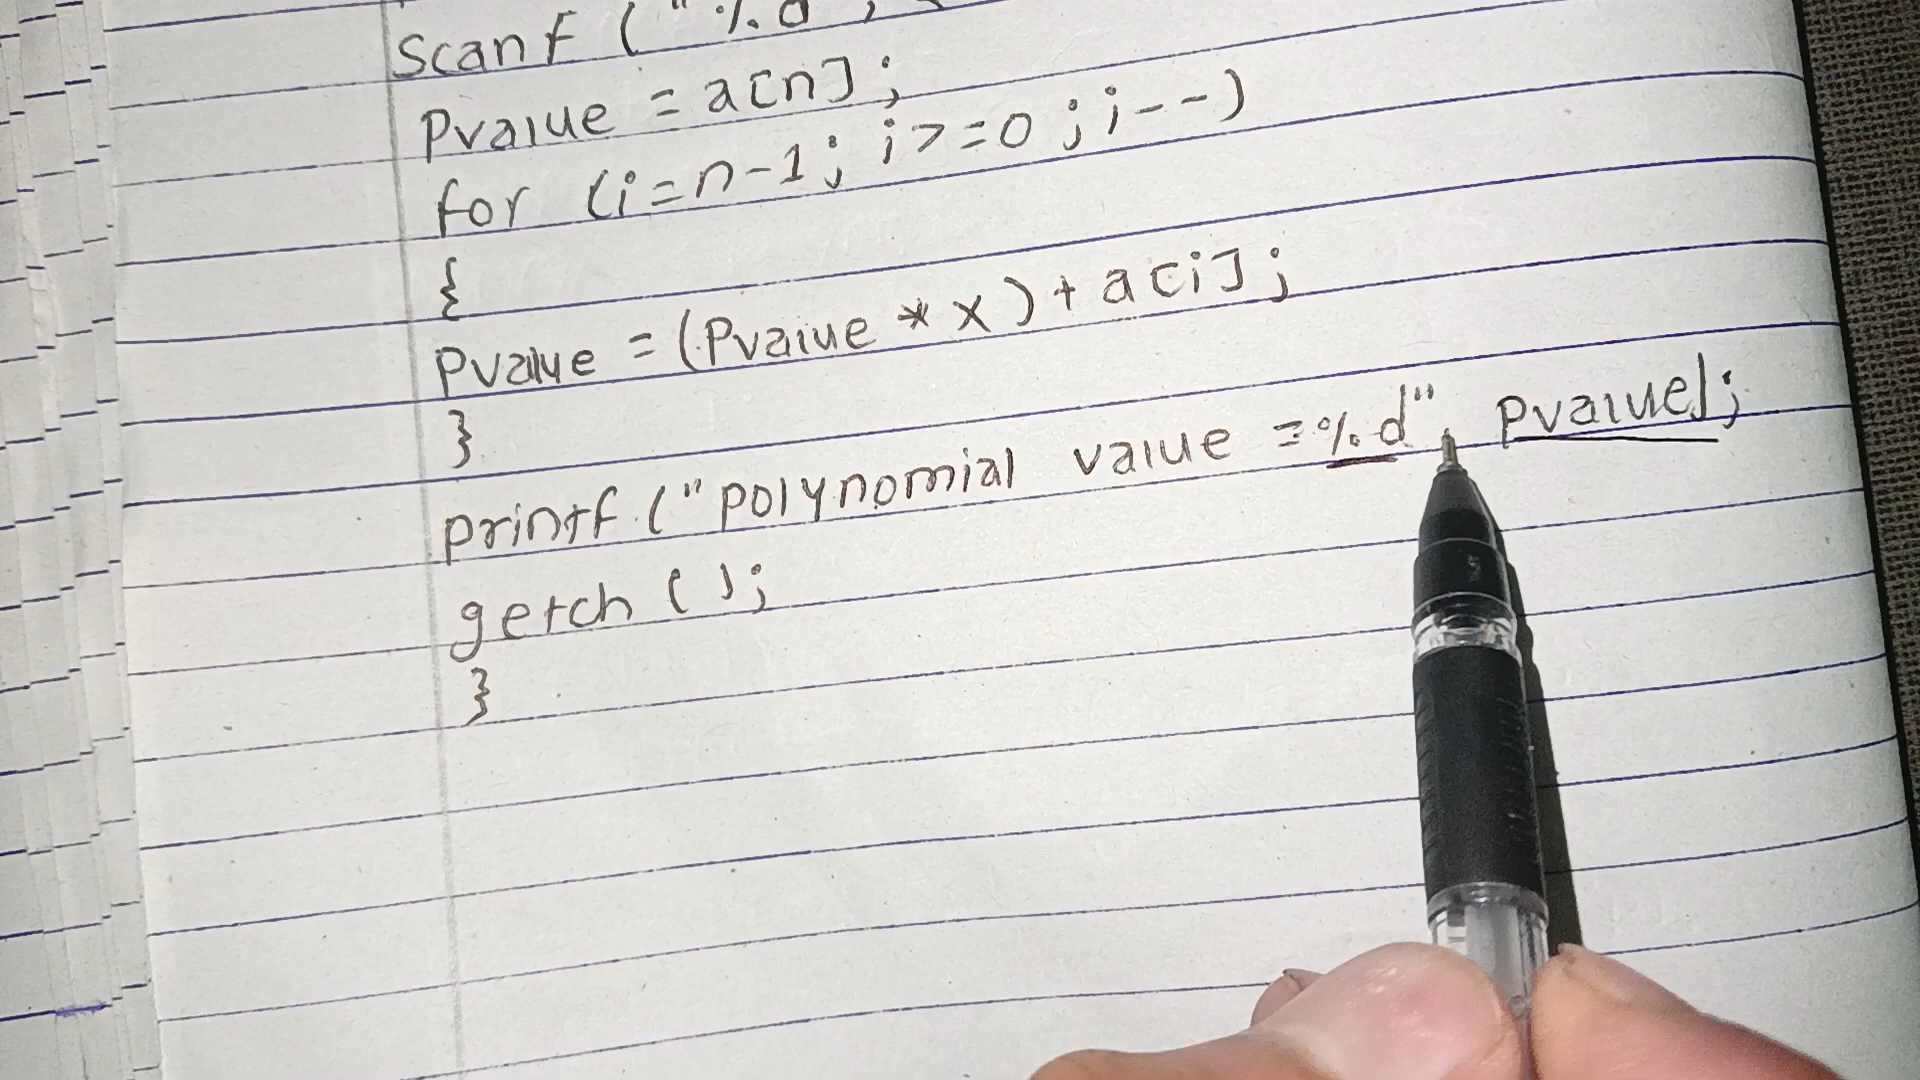 scanf ( " %d ,
Pvalue = a[n] ;
for (i=n-1 ; i>=0 ; i--)
{
Pvalue = (Pvalue * x ) + a[i] ;
}
printf ("polynomial value =%d", pvalue);
getch ( );
}